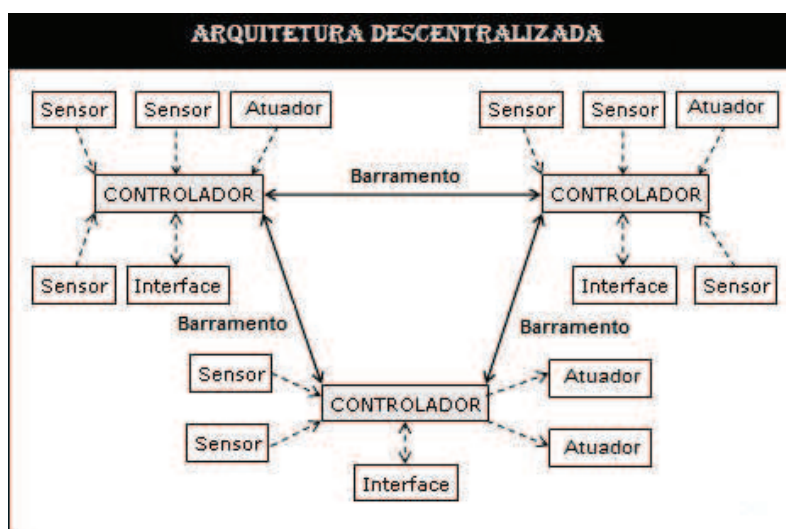 ARQUITETURA DESCENTRALIZADA
Sensor Sensor Atuador Sensor Sensor Atuador
Barramento
CONTROLADOR CONTROLADOR
Sensor Interface Interface Sensor
Barramento Barramento
Sensor Atuador
CONTROLADOR
Sensor Atuador
Interface